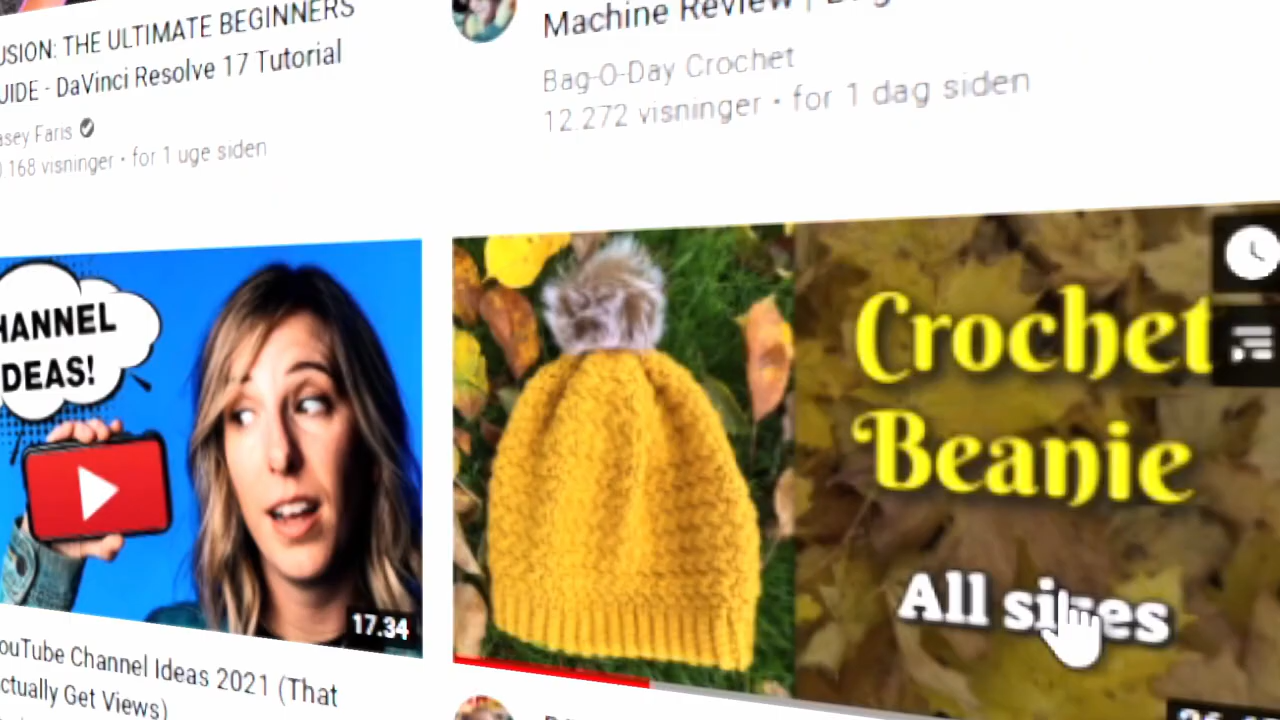 USION: THE ULTIMATE BEGINNERS
UIDE - DaVinci Resolve 17 Tutorial
asey Faris
168 visninger • for 1 uge siden
Machine Review |
Bag-O-Day Crochet
12.272 visninger • for 1 dag siden
HANNEL
DEAS!
17.34
ouTube Channel Ideas 2021 (That
ctually Get Views)
Crochet
Beanie
All sizes